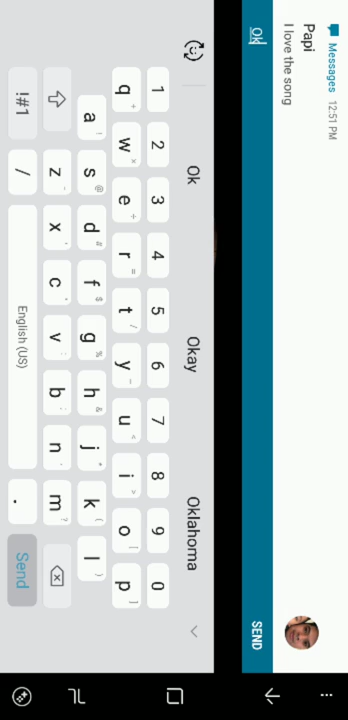 Messages 12:51 PM
Papi
I love the song
ok
SEND
Ok Okay Oklahoma
1 2 3 4 5 6 7 8 9 0
q w e r t y u i o p
+ × ÷ = / _ < > [ ]
a s d f g h j k l
! @ # $ % & * ( )
z x c v b n m
- ' " : ; , ?
!#1 / English (US) . Send